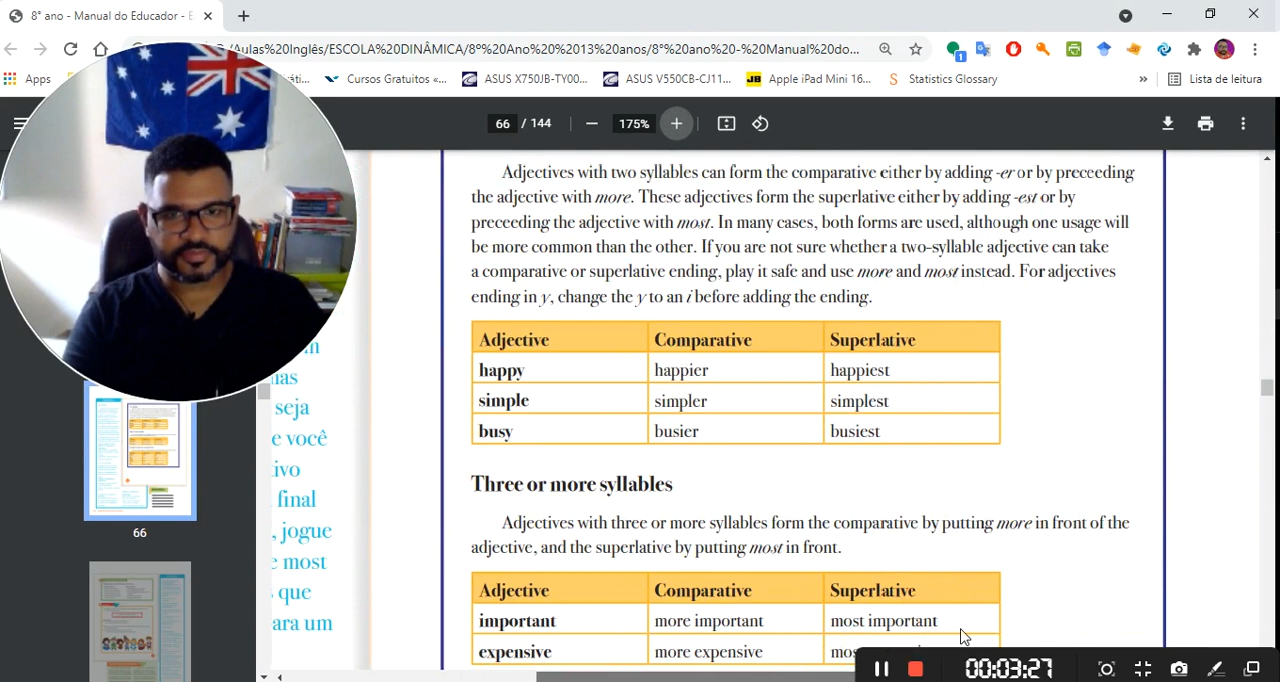 8° ano - Manual do Educador - E
/Aulas%20Inglês/ESCOLA%20DINÂMICA/8º%20Ano%20%2013%20anos/8º%20ano%20-%20Manual%20do...
1
Apps
Cursos Gratuitos «...
ASUS X750JB-TY00...
ASUS V550CB-CJ11...
JB
Apple iPad Mini 16...
S
Statistics Glossary
»
Lista de leitura
66 / 144
175%
Adjectives with two syllables can form the comparative either by adding -er or by preceeding
the adjective with more. These adjectives form the superlative either by adding -est or by
preceeding the adjective with most. In many cases, both forms are used, although one usage will
be more common than the other. If you are not sure whether a two-syllable adjective can take
a comparative or superlative ending, play it safe and use more and most instead. For adjectives
ending in y, change the y to an i before adding the ending.
Adjective Comparative Superlative
happy happier happiest
simple simpler simplest
busy busier busiest
Three or more syllables
Adjectives with three or more syllables form the comparative by putting more in front of the
adjective, and the superlative by putting most in front.
Adjective Comparative Superlative
important more important most important
expensive more expensive
seja
e você
final
, jogue
e most
que
ara um
66
00:03:27